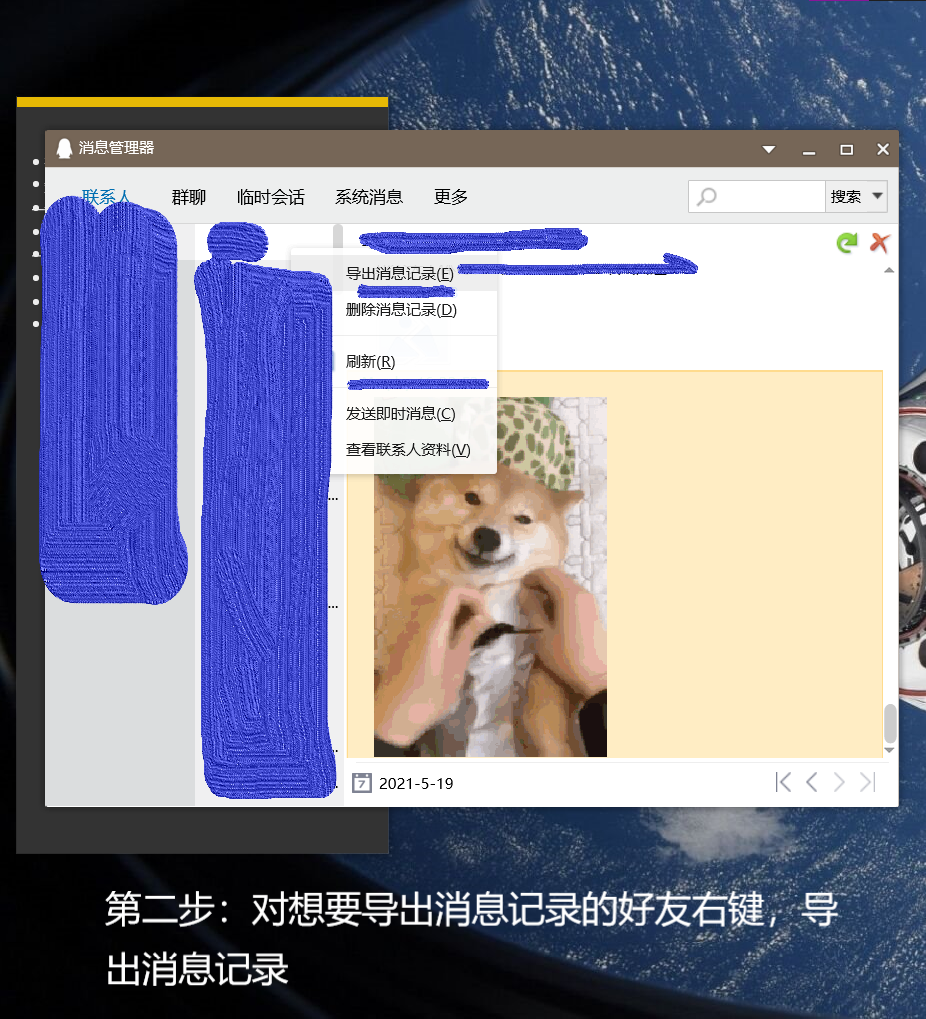 消息管理器
联系人 群聊 临时会话 系统消息 更多
搜索
导出消息记录(E)
删除消息记录(D)
刷新(R)
发送即时消息(C)
查看联系人资料(V)
...
...
7 2021-5-19
第二步：对想要导出消息记录的好友右键，导
出消息记录